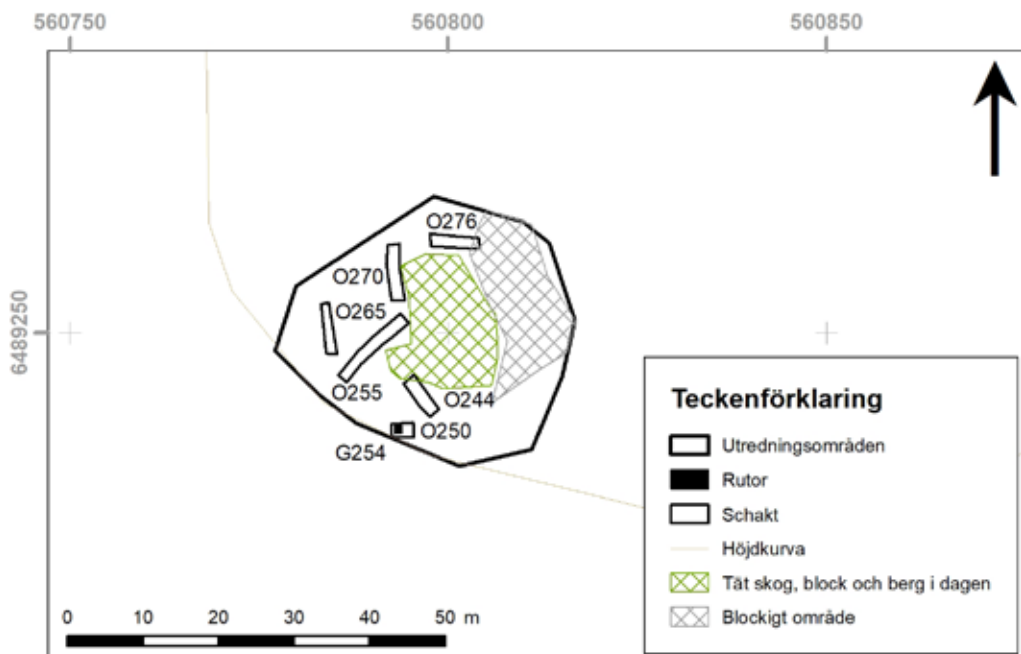 560750 560800 560850
6489250
O276
O270
O265
O255
O244
O250
G254
Teckenförklaring
Utredningsområden
Rutor
Schakt
Höjdkurva
Tät skog, block och berg i dagen
Blockigt område
0 10 20 30 40 50 m